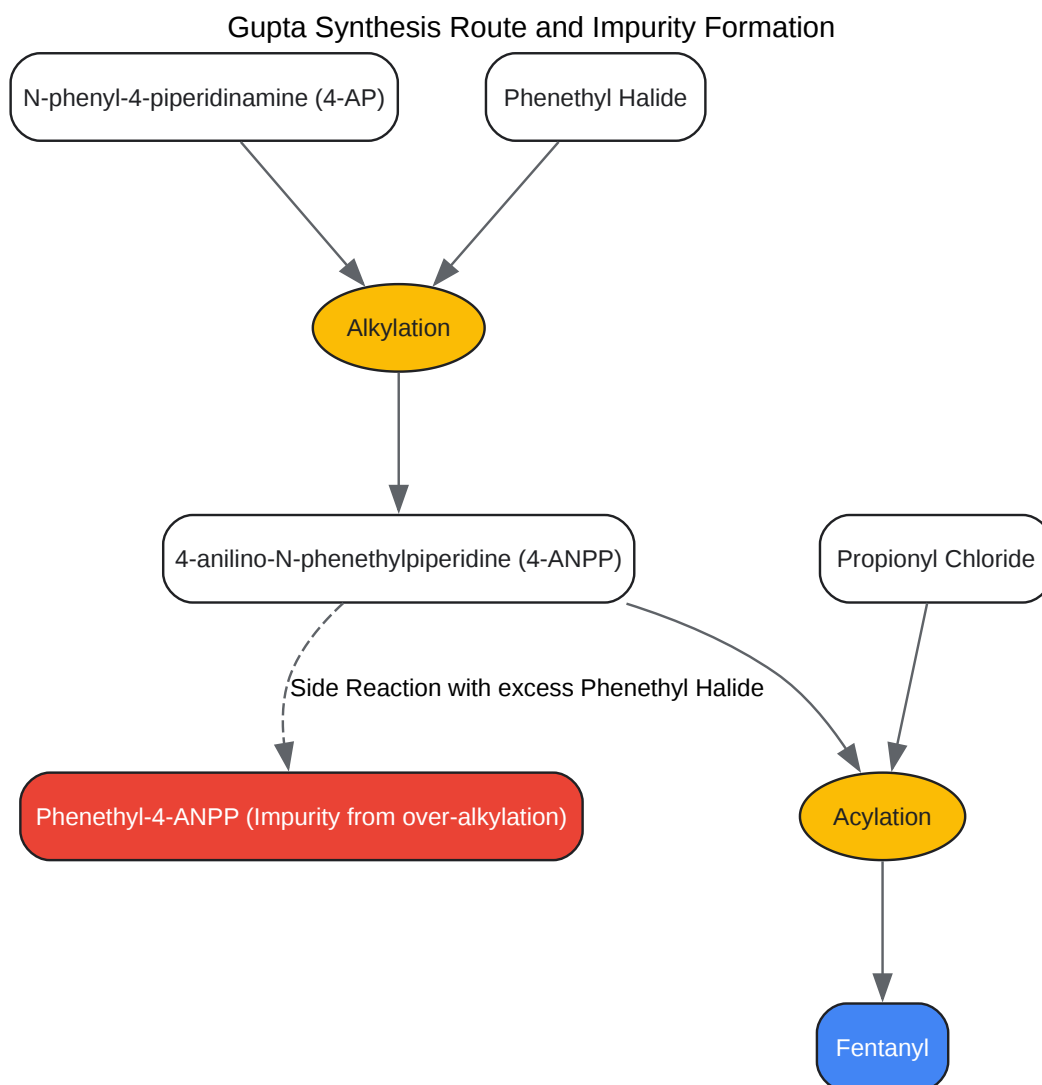 Gupta Synthesis Route and Impurity Formation
N-phenyl-4-piperidinamine (4-AP)
Phenethyl Halide
Alkylation
4-anilino-N-phenethylpiperidine (4-ANPP)
Propionyl Chloride
Side Reaction with excess Phenethyl Halide
Phenethyl-4-ANPP (Impurity from over-alkylation)
Acylation
Fentanyl